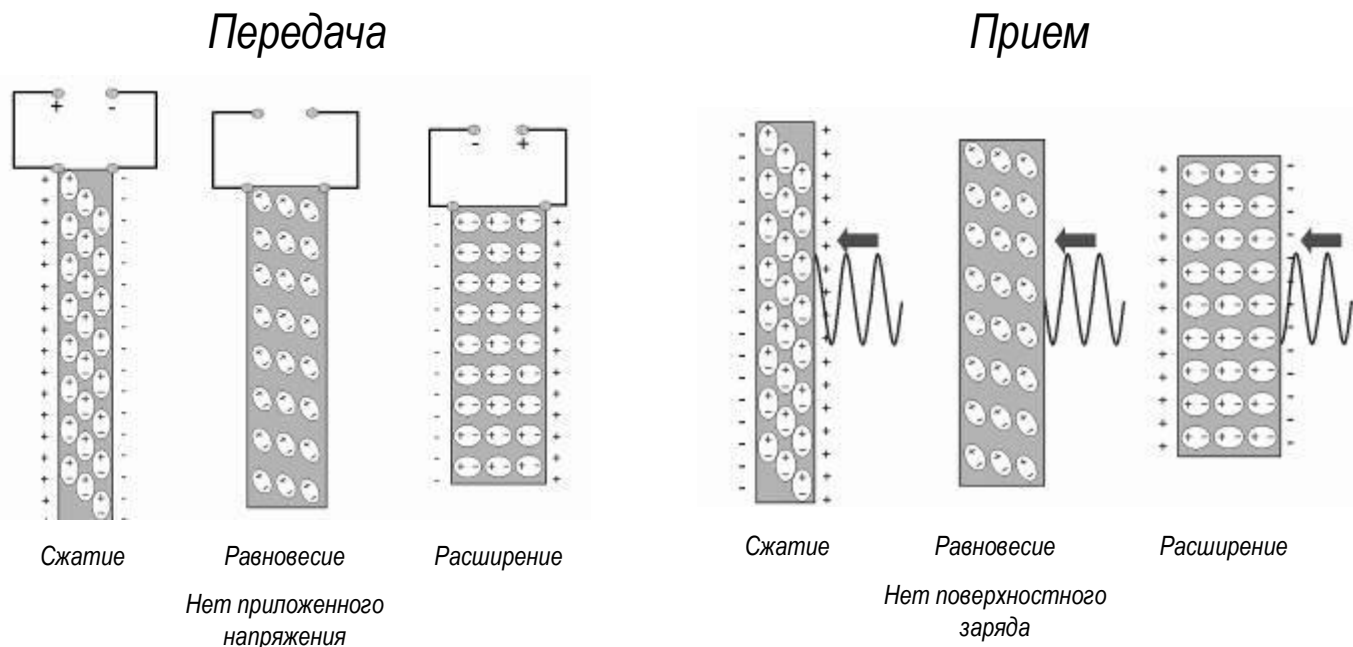 Передача
Прием
Сжатие
Равновесие
Расширение
Нет приложенного
напряжения
Сжатие
Равновесие
Расширение
Нет поверхностного
заряда